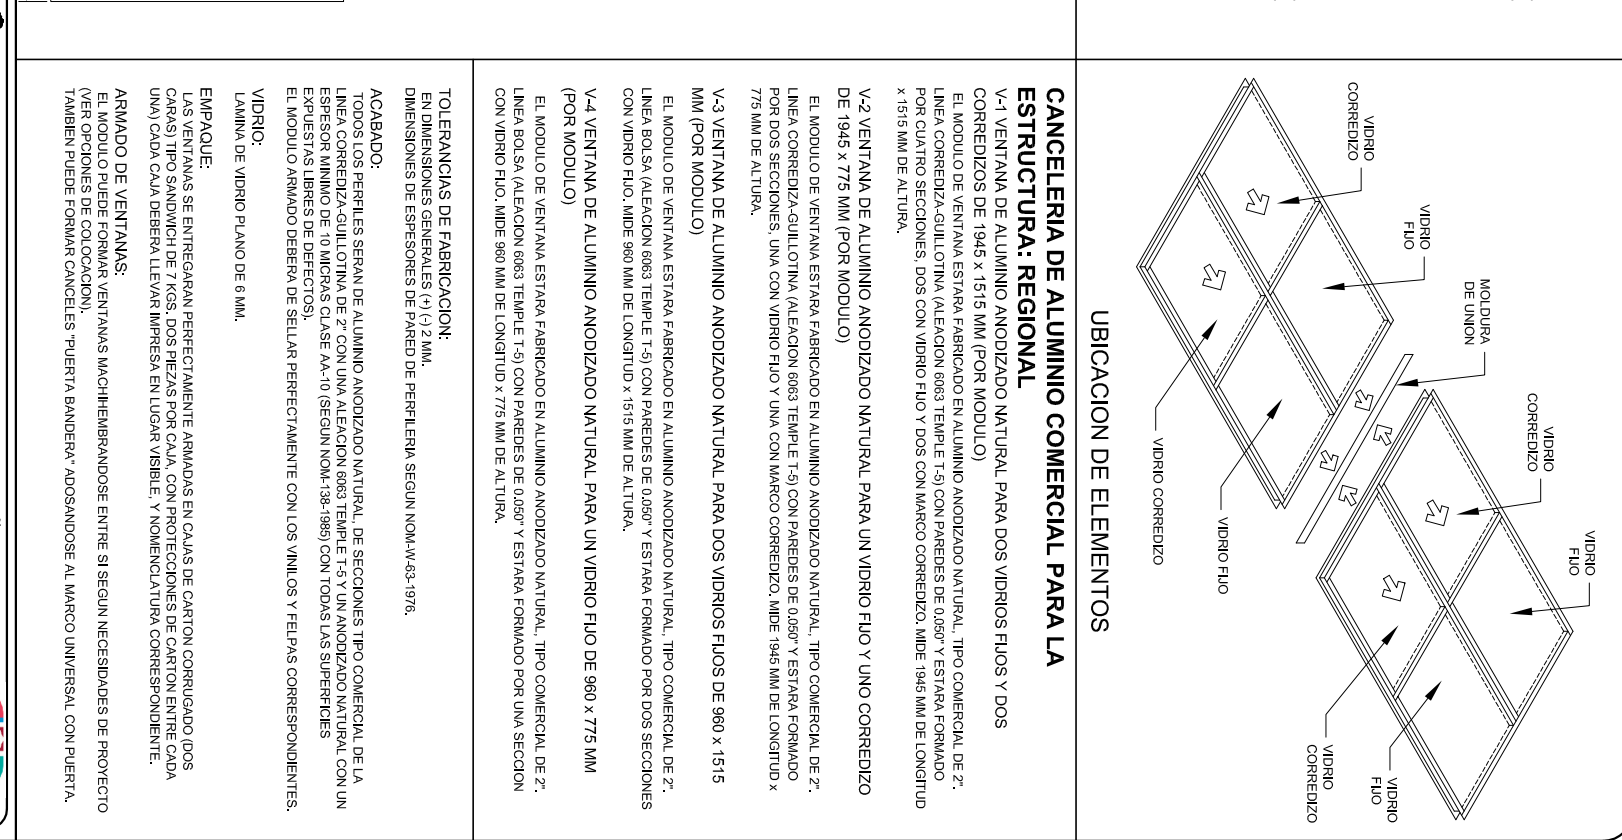 VIDRIO
CORREDIZO
VIDRIO
FIJO
MOLDURA
DE UNION
VIDRIO
CORREDIZO
VIDRIO
FIJO
VIDRIO CORREDIZO
VIDRIO FIJO
VIDRIO
CORREDIZO
VIDRIO
FIJO
UBICACION DE ELEMENTOS
CANCELERIA DE ALUMINIO COMERCIAL PARA LA
ESTRUCTURA: REGIONAL
V-1 VENTANA DE ALUMINIO ANODIZADO NATURAL PARA DOS VIDRIOS FIJOS Y DOS
CORREDIZOS DE 1945 x 1515 MM (POR MODULO)
EL MODULO DE VENTANA ESTARA FABRICADO EN ALUMINIO ANODIZADO NATURAL, TIPO COMERCIAL DE 2".
LINEA CORREDIZA-GUILLOTINA (ALEACION 6063 TEMPLE T-5) CON PAREDES DE 0.050" Y ESTARA FORMADO
POR CUATRO SECCIONES, DOS CON VIDRIO FIJO Y DOS CON MARCO CORREDIZO. MIDE 1945 MM DE LONGITUD
x 1515 MM DE ALTURA.
V-2 VENTANA DE ALUMINIO ANODIZADO NATURAL PARA UN VIDRIO FIJO Y UNO CORREDIZO
DE 1945 x 775 MM (POR MODULO)
EL MODULO DE VENTANA ESTARA FABRICADO EN ALUMINIO ANODIZADO NATURAL, TIPO COMERCIAL DE 2".
LINEA CORREDIZA-GUILLOTINA (ALEACION 6063 TEMPLE T-5) CON PAREDES DE 0.050" Y ESTARA FORMADO
POR DOS SECCIONES, UNA CON VIDRIO FIJO Y UNA CON MARCO CORREDIZO. MIDE 1945 MM DE LONGITUD x
775 MM DE ALTURA.
V-3 VENTANA DE ALUMINIO ANODIZADO NATURAL PARA DOS VIDRIOS FIJOS DE 960 x 1515
MM (POR MODULO)
EL MODULO DE VENTANA ESTARA FABRICADO EN ALUMINIO ANODIZADO NATURAL, TIPO COMERCIAL DE 2".
LINEA BOLSA (ALEACION 6063 TEMPLE T-5) CON PAREDES DE 0.050" Y ESTARA FORMADO POR DOS SECCIONES
CON VIDRIO FIJO. MIDE 960 MM DE LONGITUD x 1515 MM DE ALTURA.
V-4 VENTANA DE ALUMINIO ANODIZADO NATURAL PARA UN VIDRIO FIJO DE 960 x 775 MM
(POR MODULO)
EL MODULO DE VENTANA ESTARA FABRICADO EN ALUMINIO ANODIZADO NATURAL, TIPO COMERCIAL DE 2".
LINEA BOLSA (ALEACION 6063 TEMPLE T-5) CON PAREDES DE 0.050" Y ESTARA FORMADO POR UNA SECCION
CON VIDRIO FIJO. MIDE 960 MM DE LONGITUD x 775 MM DE ALTURA.
TOLERANCIAS DE FABRICACION:
EN DIMENSIONES GENERALES (+) (-) 2 MM.
DIMENSIONES DE ESPESORES DE PARED DE PERFILERIA SEGUN NOM-W-63-1976.
ACABADO:
TODOS LOS PERFILES SERAN DE ALUMINIO ANODIZADO NATURAL, DE SECCIONES TIPO COMERCIAL DE LA
LINEA CORREDIZA-GUILLOTINA DE 2" CON UNA ALEACION 6063 TEMPLE T-5 Y UN ANODIZADO NATURAL CON UN
ESPESOR MINIMO DE 10 MICRAS CLASE AA-10 (SEGUN NOM-138-1986) CON TODAS LAS SUPERFICIES
EXPUESTAS LIBRES DE DEFECTOS).
EL MODULO ARMADO DEBERA DE SELLAR PERFECTAMENTE CON LOS VINILOS Y FELPAS CORRESPONDIENTES.
VIDRIO:
LAMINA DE VIDRIO PLANO DE 6 MM.
EMPAQUE:
LAS VENTANAS SE ENTREGARAN PERFECTAMENTE ARMADAS EN CAJAS DE CARTON CORRUGADO (DOS
CARAS) TIPO SANDWICH DE 7 KGS. DOS PIEZAS POR CAJA, CON PROTECCIONES DE CARTON ENTRE CADA
UNA) CADA CAJA DEBERA LLEVAR IMPRESA EN LUGAR VISIBLE, Y NOMENCLATURA CORRESPONDIENTE.
ARMADO DE VENTANAS:
EL MODULO PUEDE FORMAR VENTANAS MACHIHEMBRANDOSE ENTRE SI SEGUN NECESIDADES DE PROYECTO
(VER OPCIONES DE COLOCACION).
TAMBIEN PUEDE FORMAR CANCELES "PUERTA BANDERA" ADOSANDOSE AL MARCO UNIVERSAL CON PUERTA.